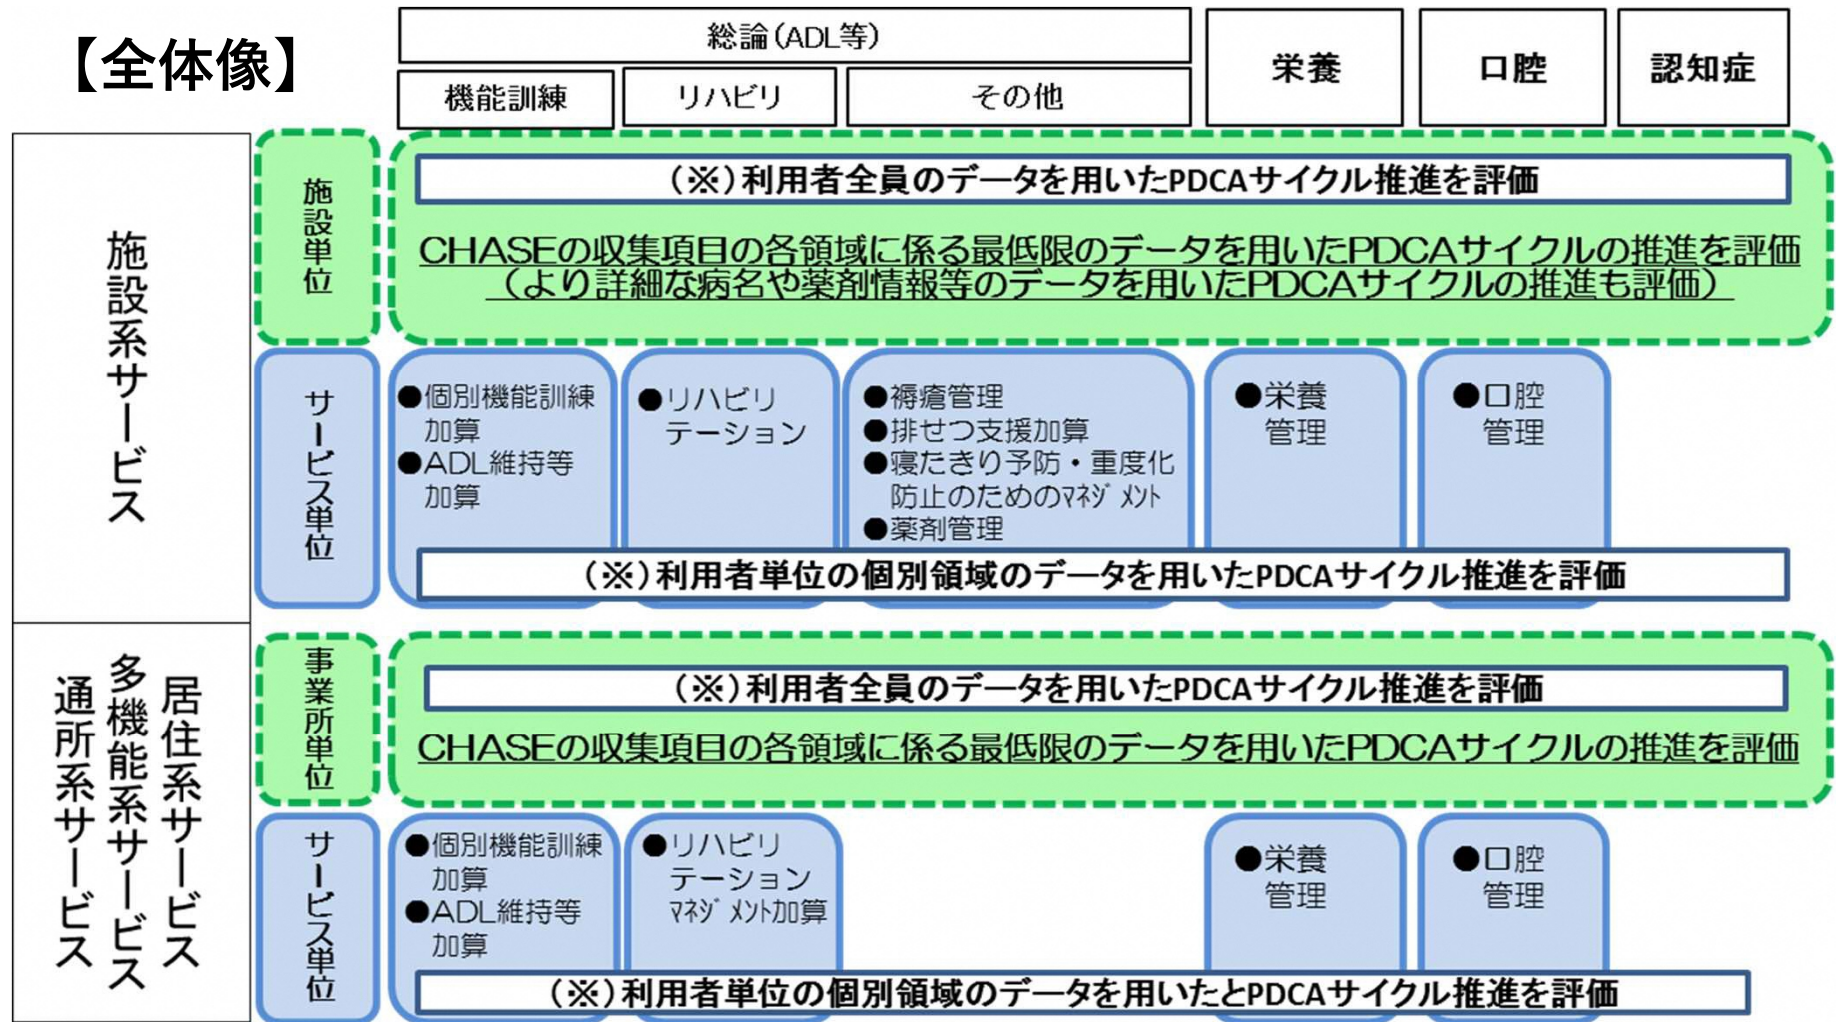 【全体像】
総論(ADL等)
機能訓練
リハビリ
その他
栄養
口腔
認知症
施設系サービス
施設単位
(※)利用者全員のデータを用いたPDCAサイクル推進を評価
CHASEの収集項目の各領域に係る最低限のデータを用いたPDCAサイクルの推進を評価
(より詳細な病名や薬剤情報等のデータを用いたPDCAサイクルの推進も評価)
サービス単位
●個別機能訓練
加算
●ADL維持等
加算
●リハビリ
テーション
●褥瘡管理
●排せつ支援加算
●寝たきり予防・重度化
防止のためのﾏﾈｼﾞﾒﾝﾄ
●薬剤管理
●栄養
管理
●口腔
管理
(※)利用者単位の個別領域のデータを用いたPDCAサイクル推進を評価
居住系サービス
多機能系サービス
通所系サービス
事業所単位
(※)利用者全員のデータを用いたPDCAサイクル推進を評価
CHASEの収集項目の各領域に係る最低限のデータを用いたPDCAサイクルの推進を評価
サービス単位
●個別機能訓練
加算
●ADL維持等
加算
●リハビリ
テーション
ﾏﾈｼﾞﾒﾝﾄ加算
●栄養
管理
●口腔
管理
(※)利用者単位の個別領域のデータを用いたとPDCAサイクル推進を評価